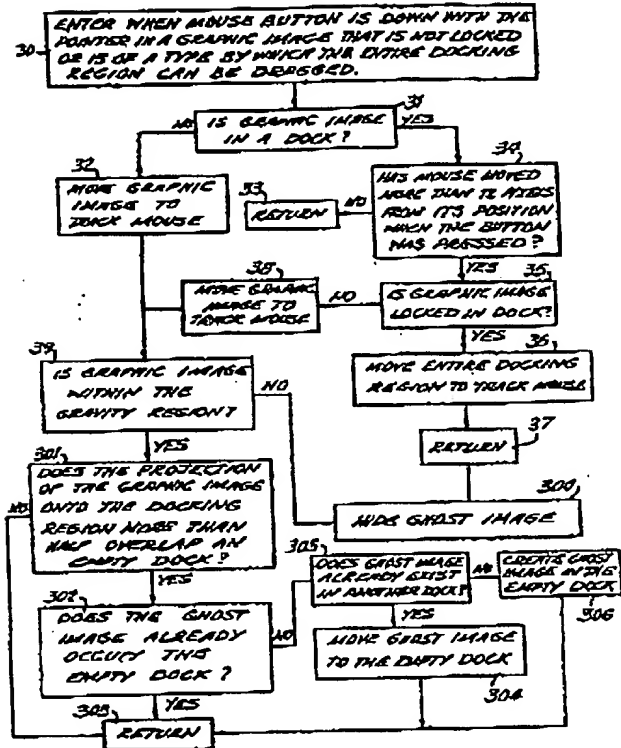 30
ENTER WHEN MOUSE BUTTON IS DOWN WITH THE
POINTER IN A GRAPHIC IMAGE THAT IS NOT LOCKED
OR IS OF A TYPE BY WHICH THE ENTIRE DOCKING
REGION CAN BE DRAGGED.
31
IS GRAPHIC IMAGE
IN A DOCK?
NO
YES
32
MOVE GRAPHIC
IMAGE TO
TRACK MOUSE
33
RETURN
NO
34
HAS MOUSE MOVED
MORE THAN 12 PIXELS
FROM ITS POSITION
WHEN THE BUTTON
WAS PRESSED?
YES
35
IS GRAPHIC IMAGE
LOCKED IN DOCK?
NO
38
MOVE GRAPHIC
IMAGE TO
TRACK MOUSE
YES
36
MOVE ENTIRE DOCKING
REGION TO TRACK MOUSE
37
RETURN
39
IS GRAPHIC IMAGE
WITHIN THE
GRAVITY REGION?
NO
YES
300
HIDE GHOST IMAGE
301
DOES THE PROJECTION
OF THE GRAPHIC IMAGE
ONTO THE DOCKING
REGION MORE THAN
HALF OVERLAP AN
EMPTY DOCK?
NO
YES
302
DOES THE GHOST
IMAGE ALREADY
OCCUPY THE
EMPTY DOCK?
NO
YES
305
DOES GHOST IMAGE
ALREADY EXIST
IN ANOTHER DOCK?
NO
CREATE GHOST
IMAGE IN THE
EMPTY DOCK
306
YES
MOVE GHOST IMAGE
TO THE EMPTY DOCK
304
303
RETURN